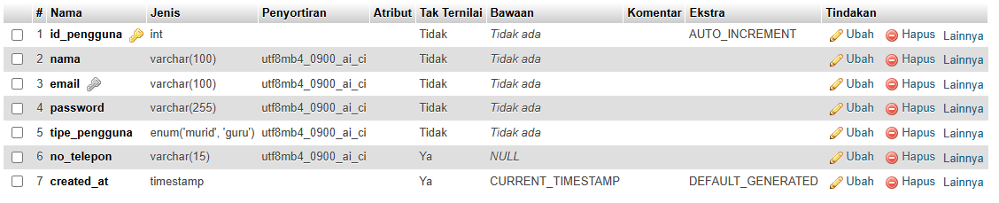 # Nama Jenis Penyortiran Atribut Tak Ternilai Bawaan Komentar Ekstra Tindakan
1 id_pengguna int Tidak Tidak ada AUTO_INCREMENT Ubah Hapus Lainnya
2 nama varchar(100) utf8mb4_0900_ai_ci Tidak Tidak ada Ubah Hapus Lainnya
3 email varchar(100) utf8mb4_0900_ai_ci Tidak Tidak ada Ubah Hapus Lainnya
4 password varchar(255) utf8mb4_0900_ai_ci Tidak Tidak ada Ubah Hapus Lainnya
5 tipe_pengguna enum('murid', 'guru') utf8mb4_0900_ai_ci Tidak Tidak ada Ubah Hapus Lainnya
6 no_telepon varchar(15) utf8mb4_0900_ai_ci Ya NULL Ubah Hapus Lainnya
7 created_at timestamp Ya CURRENT_TIMESTAMP DEFAULT_GENERATED Ubah Hapus Lainnya